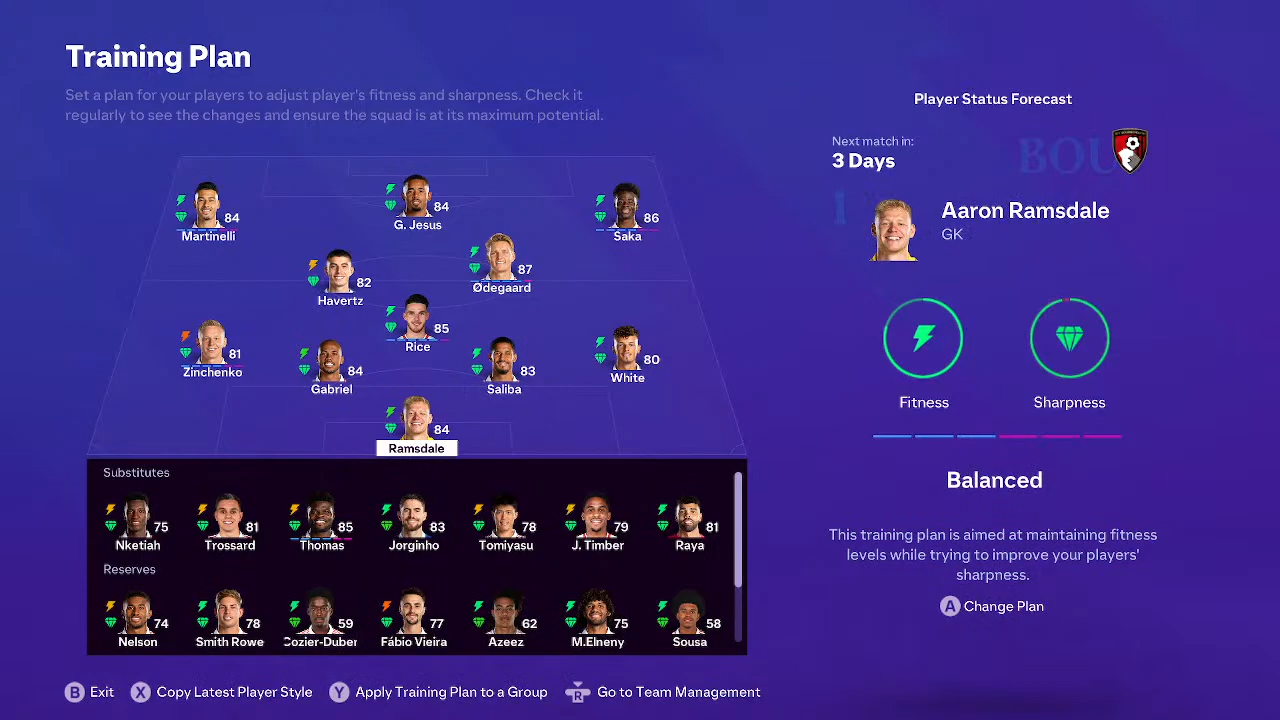 Training Plan
Set a plan for your players to adjust player's fitness and sharpness. Check it
regularly to see the changes and ensure the squad is at its maximum potential.
Player Status Forecast
Next match in:
3 Days
BOU
Aaron Ramsdale
GK
84
Martinelli
84
G. Jesus
86
Saka
82
Havertz
87
Ødegaard
85
Rice
81
Zinchenko
84
Gabriel
83
Saliba
80
White
84
Ramsdale
Fitness
Sharpness
Balanced
This training plan is aimed at maintaining fitness
levels while trying to improve your players'
sharpness.
A Change Plan
Substitutes
75 81 85 83 78 79 81
Nketiah Trossard Thomas Jorginho Tomiyasu J. Timber Raya
Reserves
74 78 59 77 62 75 58
Nelson Smith Rowe Cozier-Duber Fábio Vieira Azeez M.Elneny Sousa
B Exit X Copy Latest Player Style Y Apply Training Plan to a Group R Go to Team Management